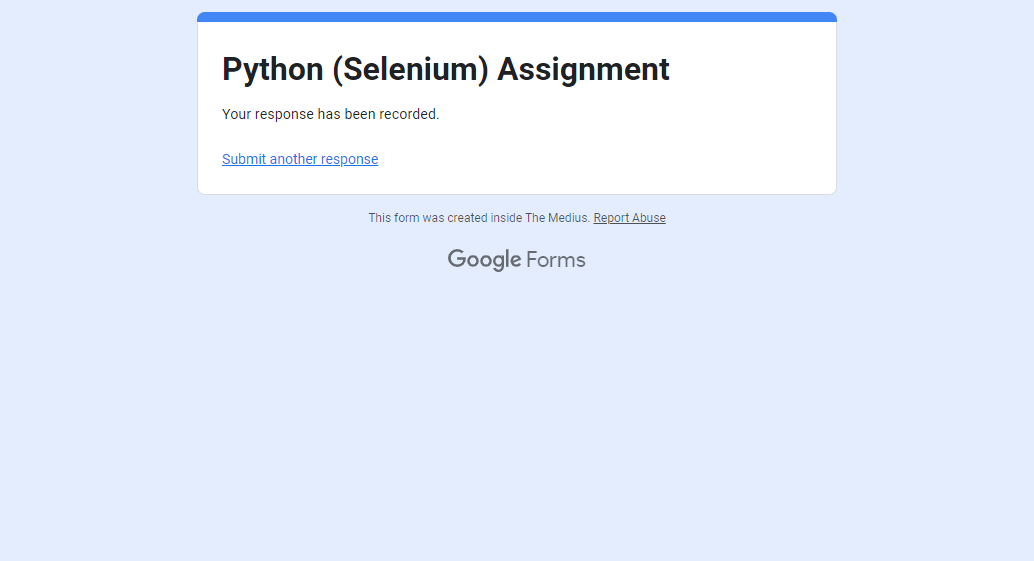 Python (Selenium) Assignment
Your response has been recorded.
Submit another response
This form was created inside The Medius. Report Abuse
Google Forms